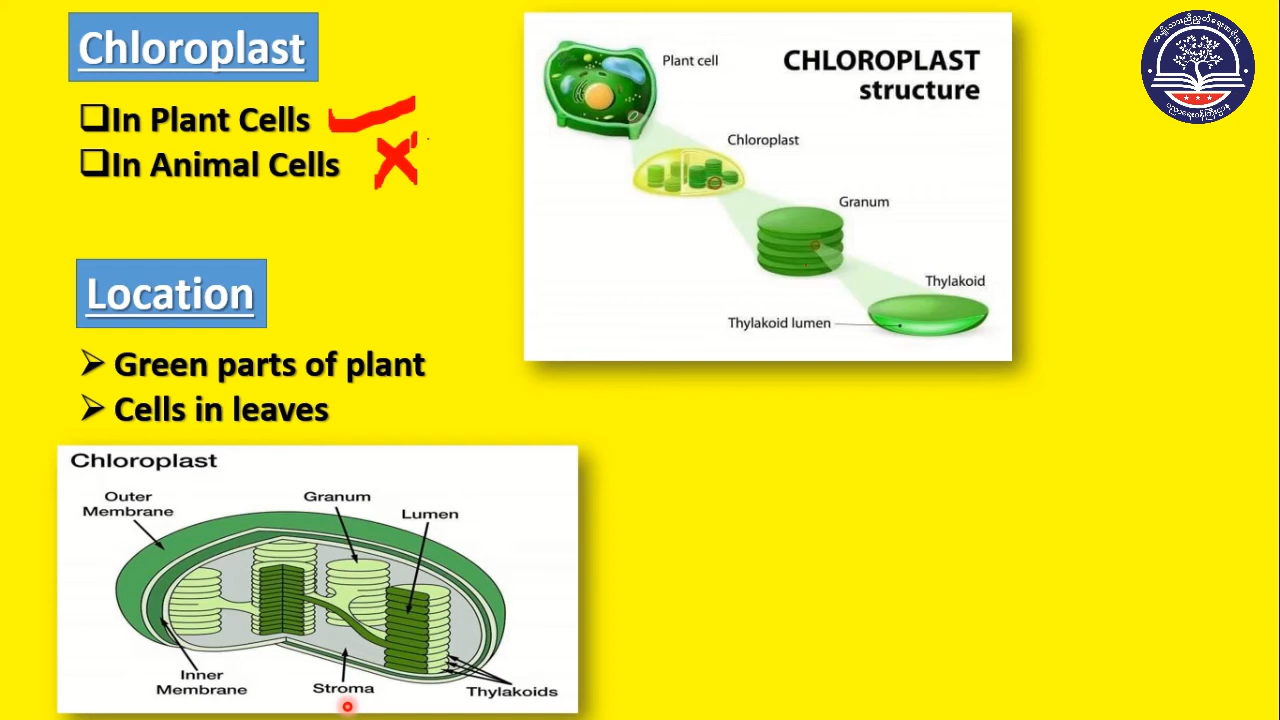 Chloroplast
In Plant Cells
In Animal Cells
Location
Green parts of plant
Cells in leaves
CHLOROPLAST
structure
Plant cell
Chloroplast
Granum
Thylakoid
Thylakoid lumen
Chloroplast
Outer
Membrane
Granum
Lumen
Inner
Membrane
Stroma
Thylakoids